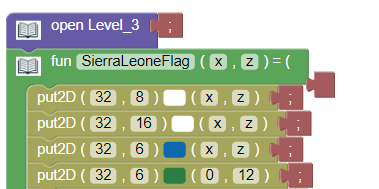 open Level_3 ;
fun SierraLeoneFlag ( x , z ) = (
put2D ( 32 , 8 ) ( x , z ) ;
put2D ( 32 , 16 ) ( x , z ) ;
put2D ( 32 , 6 ) ( x , z ) ;
put2D ( 32 , 6 ) ( 0 , 12 ) ;